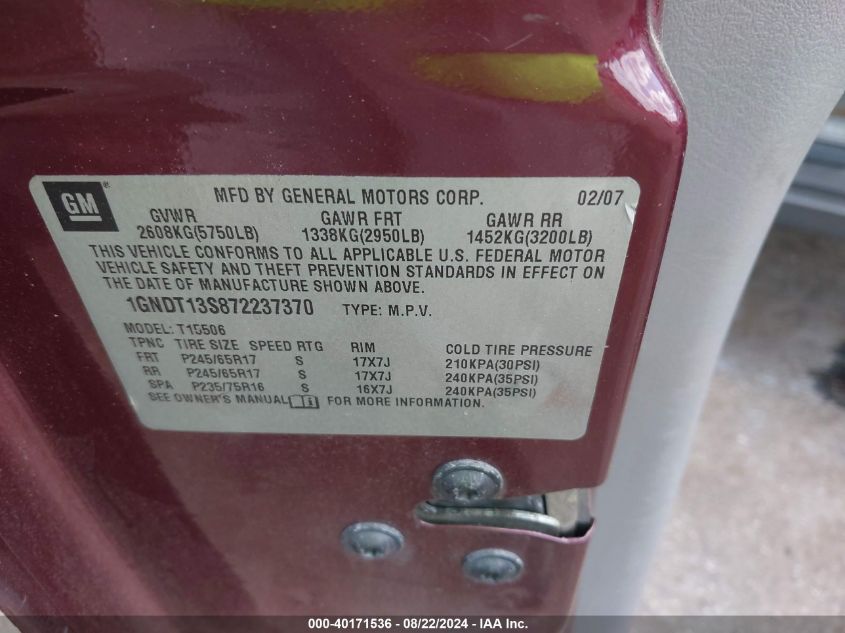 GM ® MFD BY GENERAL MOTORS CORP. 02/07
GVWR GAWR FRT GAWR RR
2608KG(5750LB) 1338KG(2950LB) 1452KG(3200LB)
THIS VEHICLE CONFORMS TO ALL APPLICABLE U.S. FEDERAL MOTOR
VEHICLE SAFETY AND THEFT PREVENTION STANDARDS IN EFFECT ON
THE DATE OF MANUFACTURE SHOWN ABOVE.
1GNDT13S872237370 TYPE: M.P.V.
MODEL: T15506
TPNC TIRE SIZE SPEED RTG RIM COLD TIRE PRESSURE
FRT P245/65R17 S 17X7J 210KPA(30PSI)
RR P245/65R17 S 17X7J 240KPA(35PSI)
SPA P235/75R16 S 16X7J 240KPA(35PSI)
SEE OWNER'S MANUAL i FOR MORE INFORMATION.
000-40171536 - 08/22/2024 - IAA Inc.